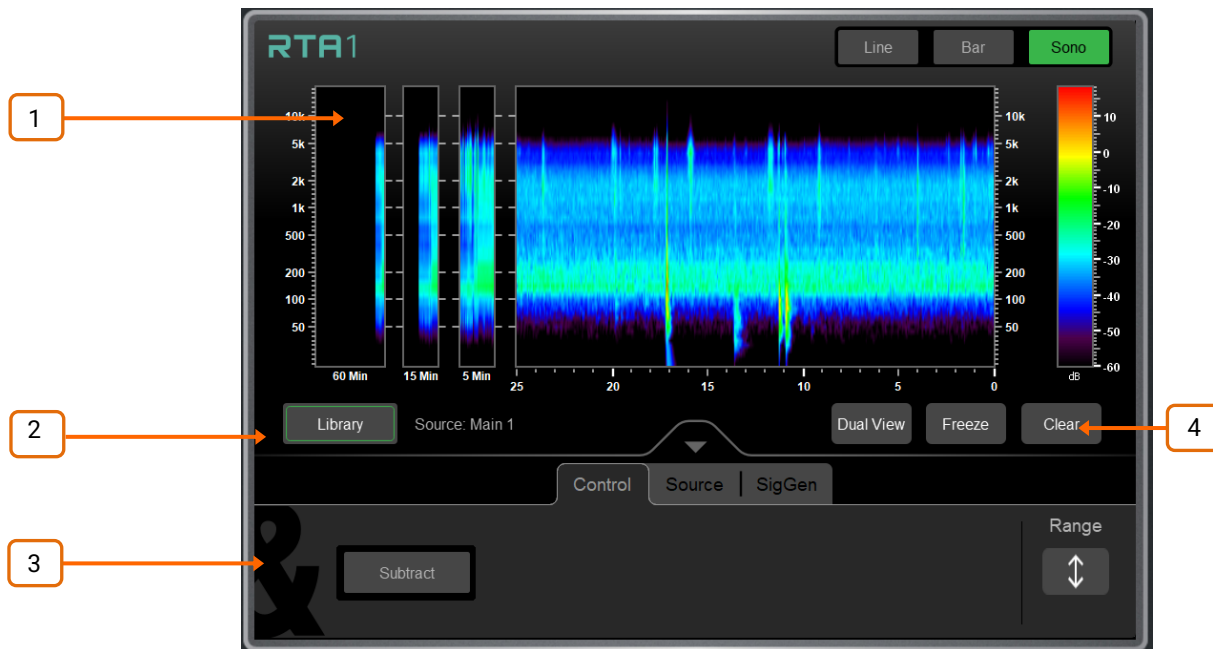 RTA1
Line Bar Sono
1
10k
5k
2k
1k
500
200
100
50
60 Min 15 Min 5 Min
25 20 15 10 5 0
10k
5k
2k
1k
500
200
100
50
10
0
-10
-20
-30
-40
-50
-60
dB
2
Library Source: Main 1 Dual View Freeze Clear
4
Control Source SigGen
3
&
Subtract
Range